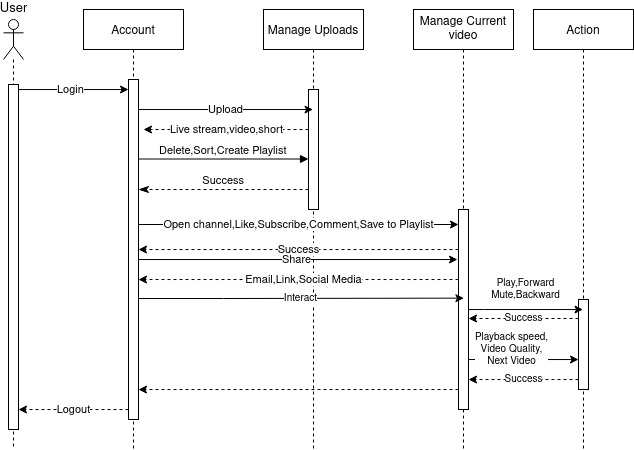 User
Account
Manage Uploads
Manage Current
video
Action
Login
Upload
Live stream,video,short
Delete,Sort,Create Playlist
Success
Open channel,Like,Subscribe,Comment,Save to Playlist
Success
Share
Email,Link,Social Media
Interact
Play,Forward
Mute,Backward
Success
Playback speed,
Video Quality,
Next Video
Success
Logout